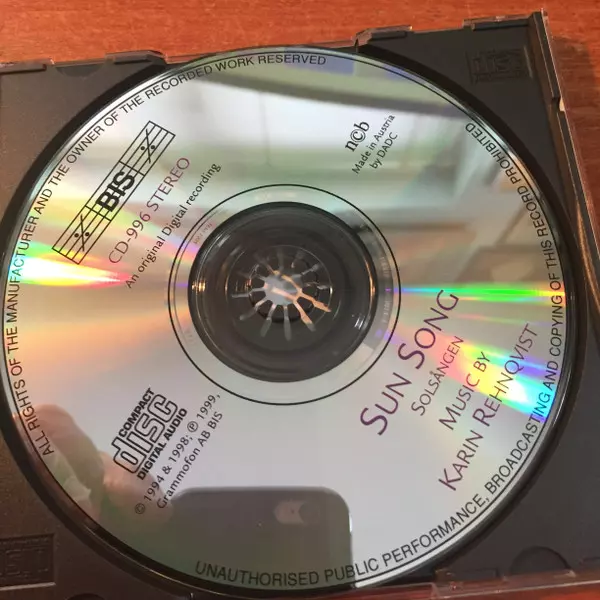 ALL RIGHTS OF THE MANUFACTURER AND THE OWNER OF THE RECORDED WORK RESERVED
BIS
CD-996 STEREO
An original Digital recording
ncb
Made in Austria
by DADC
SUN SONG
SOLSÅNGEN
MUSIC BY
KARIN REHNQVIST
COMPACT
disc
DIGITAL AUDIO
© 1994 & 1998; ℗ 1999,
Grammofon AB BIS
UNAUTHORISED PUBLIC PERFORMANCE, BROADCASTING AND COPYING OF THIS RECORD PROHIBITED